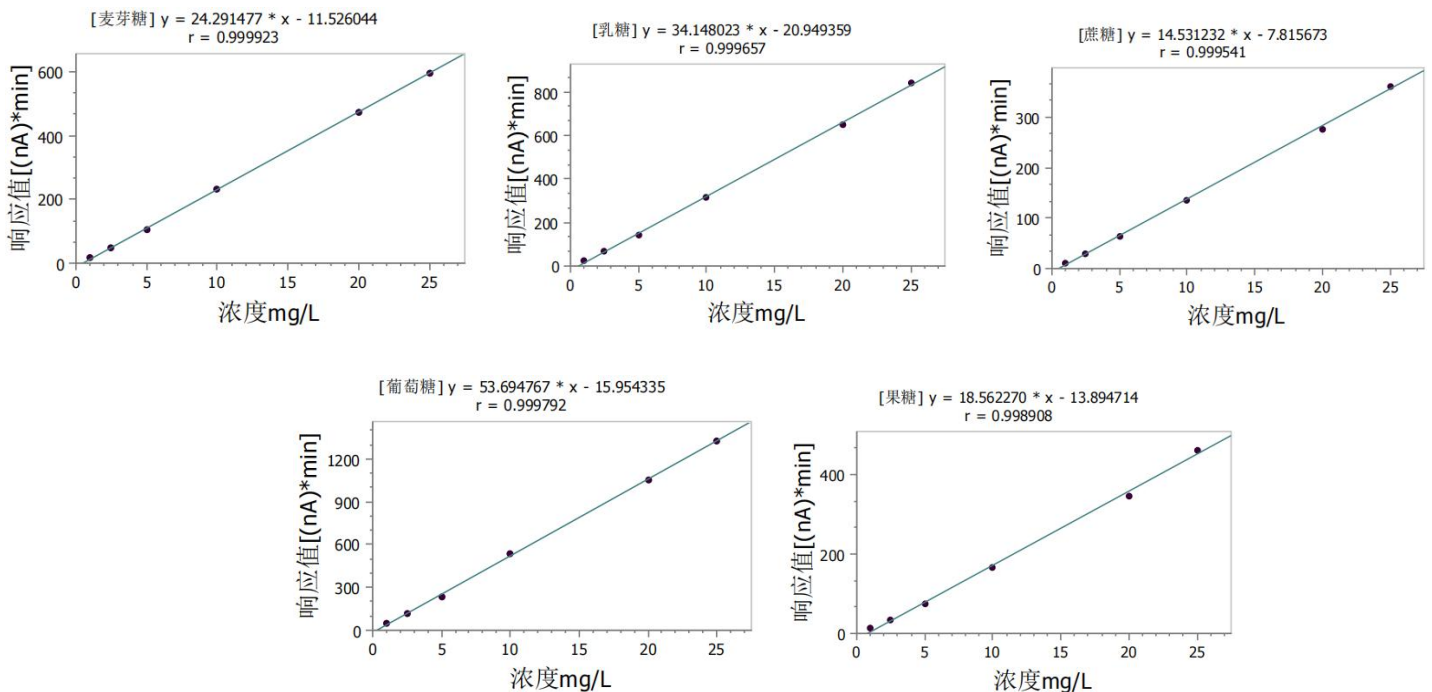 [麦芽糖] y = 24.291477 * x - 11.526044
r = 0.999923
600
400
200
0
0 5 10 15 20 25
响应值[(nA)*min]
浓度mg/L
[乳糖] y = 34.148023 * x - 20.949359
r = 0.999657
800
600
400
200
0
0 5 10 15 20 25
响应值[(nA)*min]
浓度mg/L
[蔗糖] y = 14.531232 * x - 7.815673
r = 0.999541
300
200
100
0
0 5 10 15 20 25
响应值[(nA)*min]
浓度mg/L
[葡萄糖] y = 53.694767 * x - 15.954335
r = 0.999792
1200
900
600
300
0
0 5 10 15 20 25
响应值[(nA)*min]
浓度mg/L
[果糖] y = 18.562270 * x - 13.894714
r = 0.998908
400
200
0
0 5 10 15 20 25
响应值[(nA)*min]
浓度mg/L